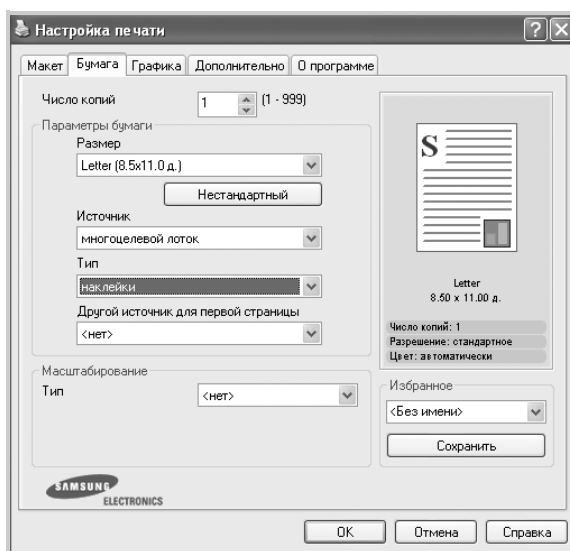 Настройка печати
Макет Бумага Графика Дополнительно О программе
Число копий 1 (1 - 999)
Параметры бумаги
Размер
Letter (8.5x11.0 д.)
Нестандартный
Источник
многоцелевой лоток
Тип
наклейки
Другой источник для первой страницы
<нет>
Масштабирование
Тип <нет>
S
Letter
8.50 x 11.00 д.
Число копий: 1
Разрешение: стандартное
Цвет: автоматически
Избранное
<Без имени>
Сохранить
SAMSUNG
ELECTRONICS
OK Отмена Справка